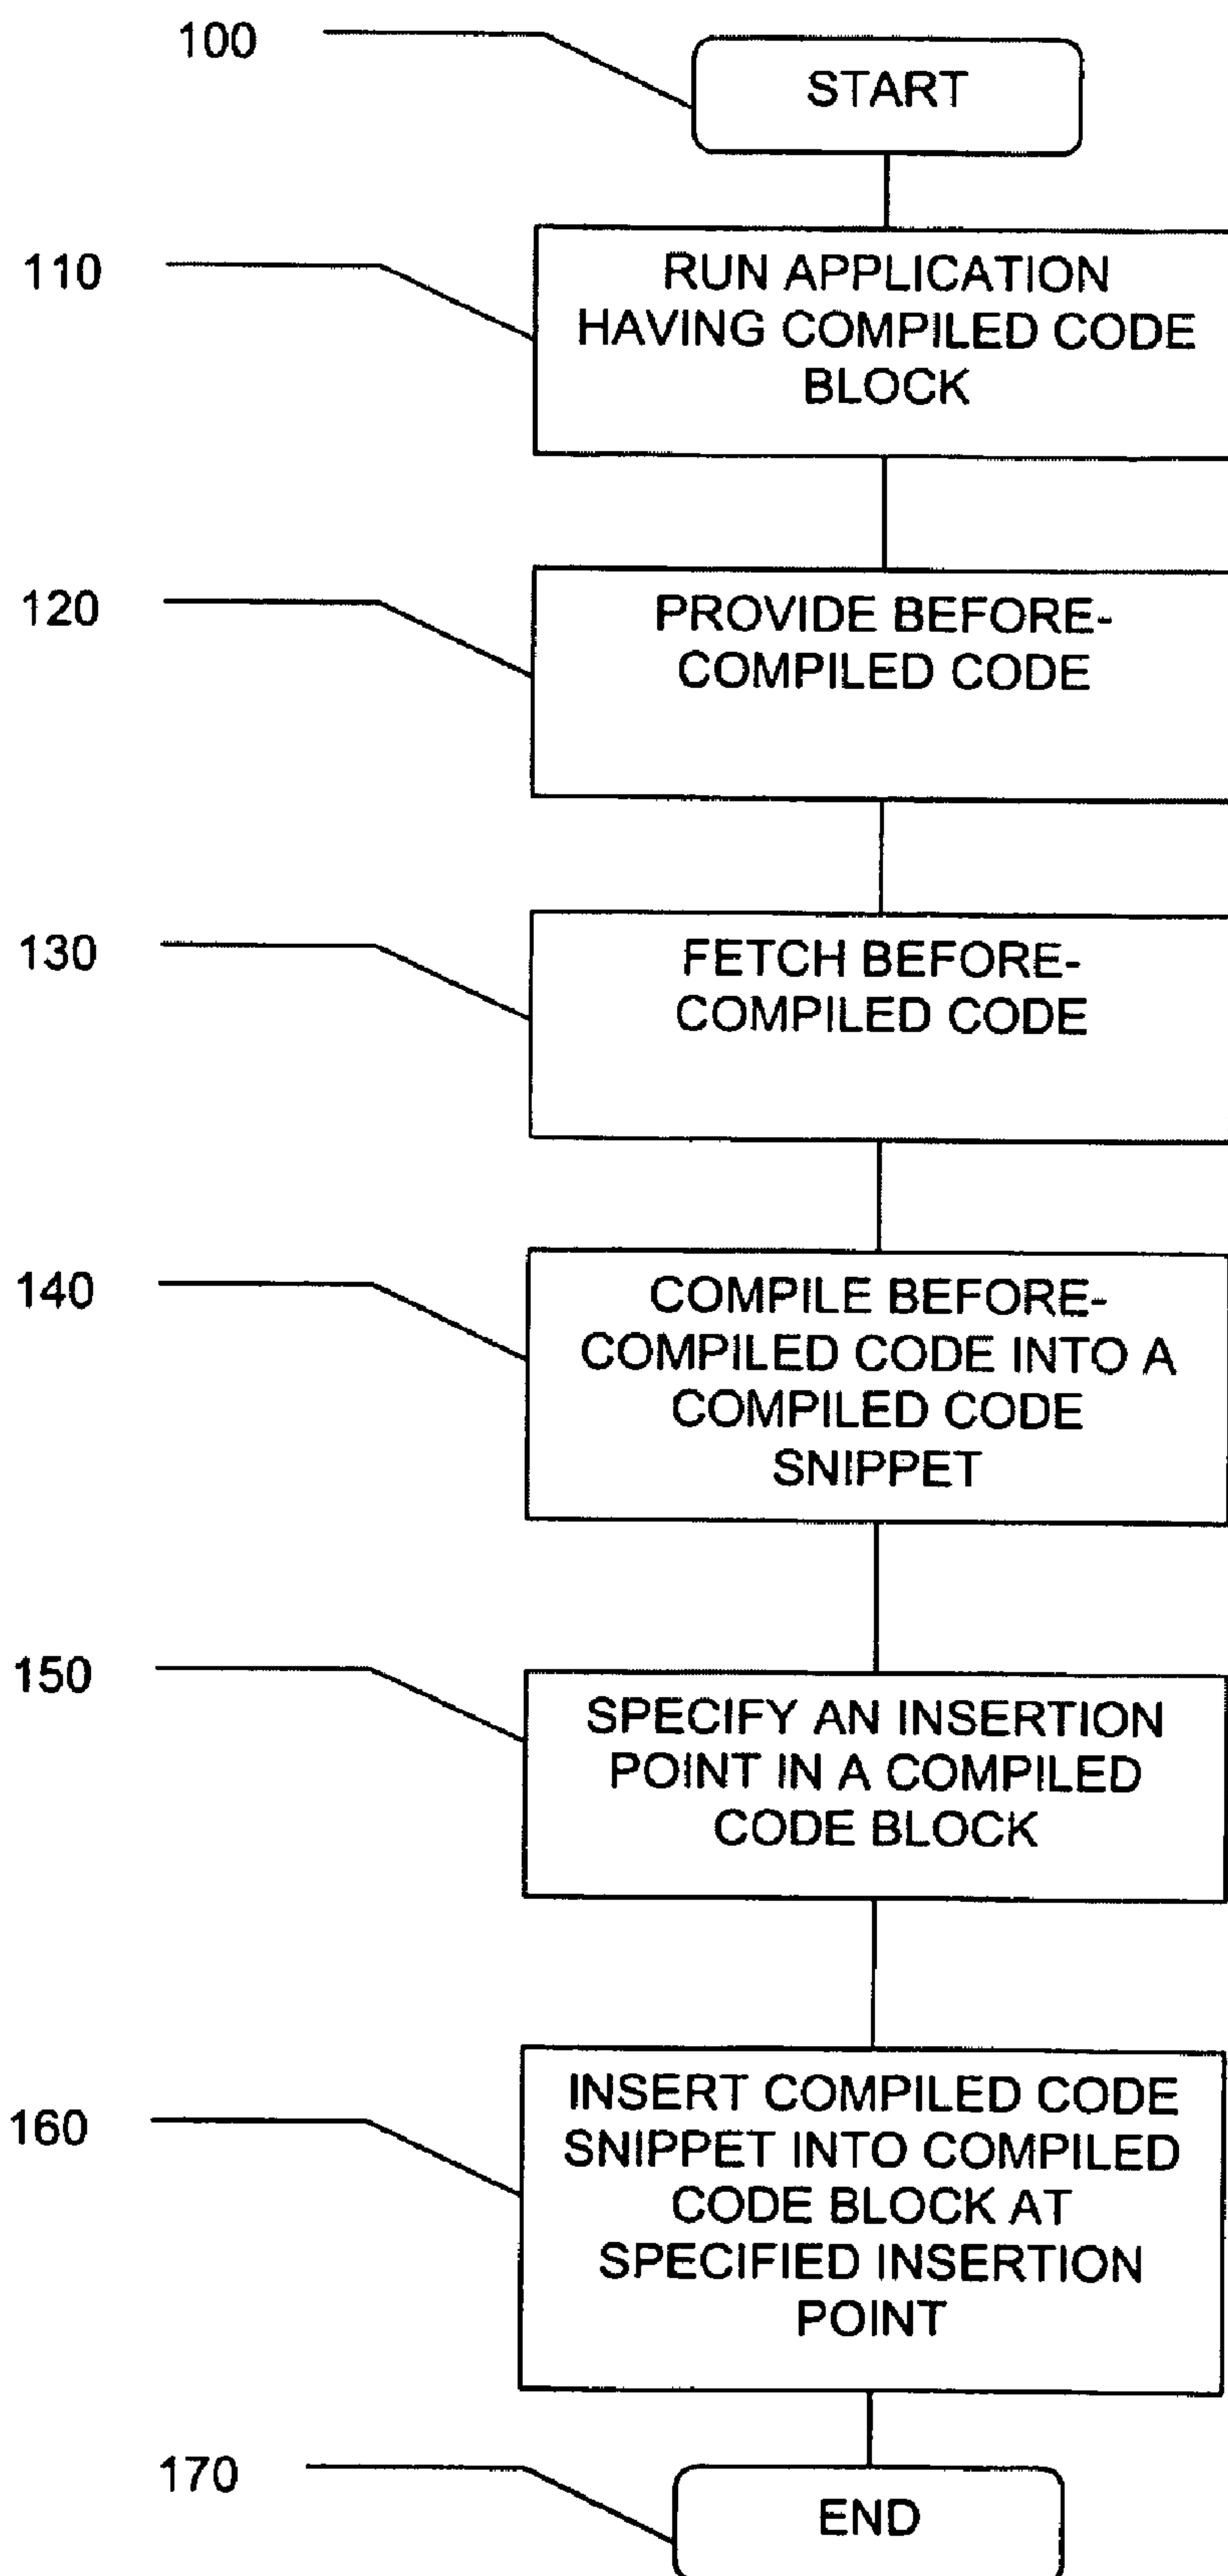 100
START
110
RUN APPLICATION
HAVING COMPILED CODE
BLOCK
120
PROVIDE BEFORE-
COMPILED CODE
130
FETCH BEFORE-
COMPILED CODE
140
COMPILE BEFORE-
COMPILED CODE INTO A
COMPILED CODE
SNIPPET
150
SPECIFY AN INSERTION
POINT IN A COMPILED
CODE BLOCK
160
INSERT COMPILED CODE
SNIPPET INTO COMPILED
CODE BLOCK AT
SPECIFIED INSERTION
POINT
170
END